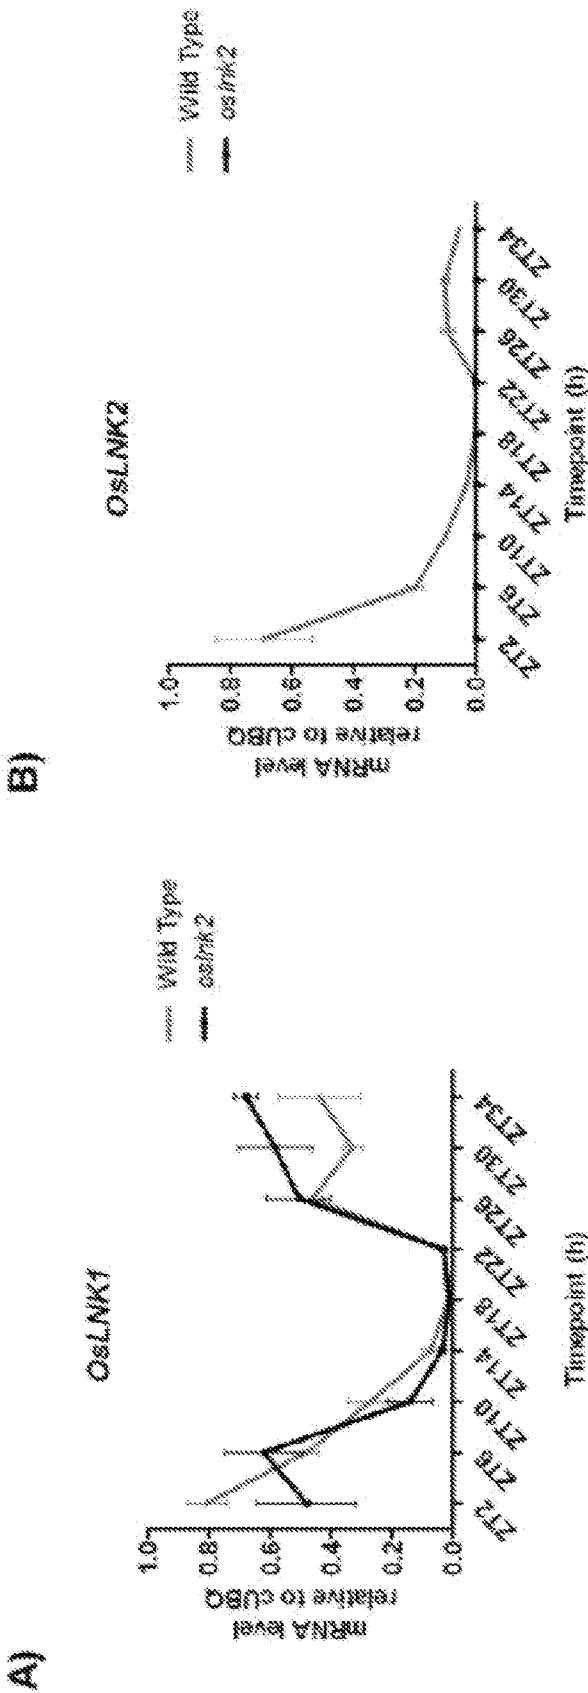 A)
OsLNK1
Wild Type
oslnk2
mRNA level
relative to cUBQ
1.0
0.8
0.6
0.4
0.2
0.0
ZT2
ZT6
ZT10
ZT14
ZT18
ZT22
ZT26
ZT30
ZT34
Timepoint (h)
B)
OsLNK2
Wild Type
oslnk2
mRNA level
relative to cUBQ
1.0
0.8
0.6
0.4
0.2
0.0
ZT2
ZT6
ZT10
ZT14
ZT18
ZT22
ZT26
ZT30
ZT34
Timepoint (h)